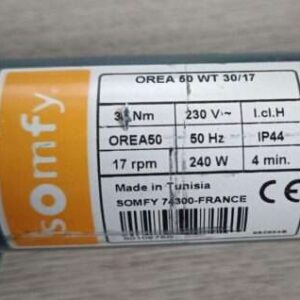 somfy
OREA 50 WT 30/17
Nm 230 V~ I.cl.H
OREA50 50 Hz IP44
17 rpm 240 W 4 min.
Made in Tunisia
SOMFY 74300-FRANCE
CE